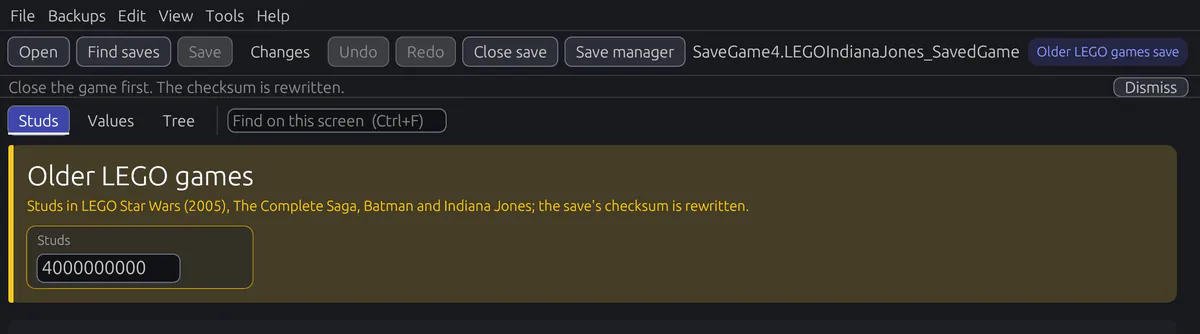 File Backups Edit View Tools Help
Open Find saves Save Changes Undo Redo Close save Save manager SaveGame4.LEGOIndianaJones_SavedGame Older LEGO games save
Close the game first. The checksum is rewritten. Dismiss
Studs Values Tree Find on this screen (Ctrl+F)
Older LEGO games
Studs in LEGO Star Wars (2005), The Complete Saga, Batman and Indiana Jones; the save's checksum is rewritten.
Studs
4000000000